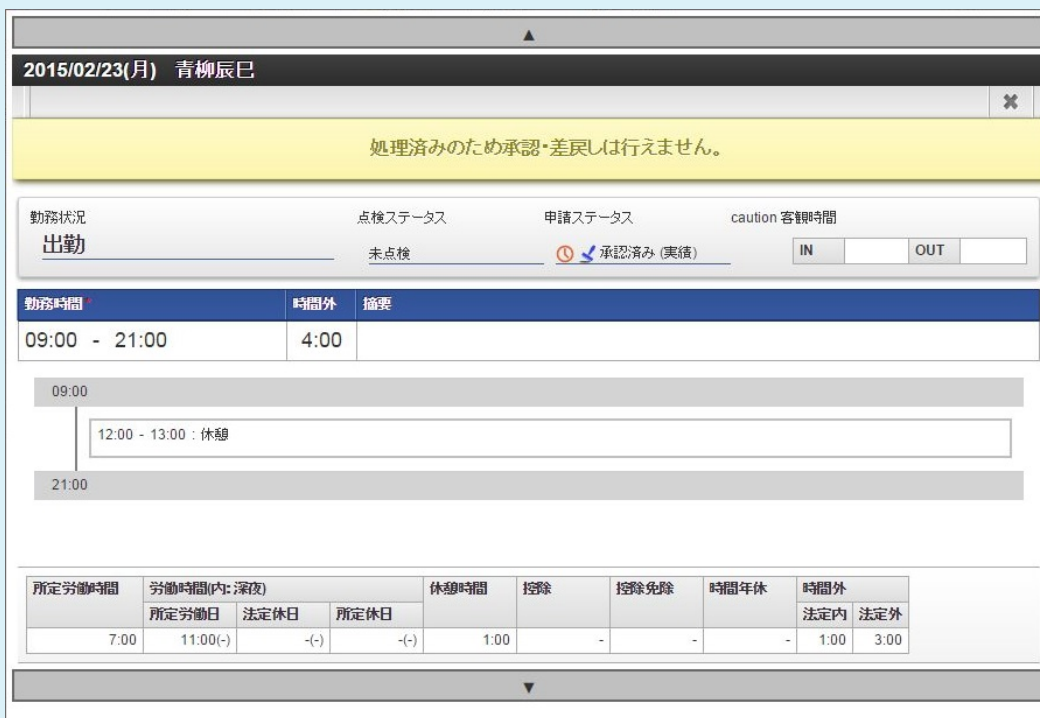 ▲
2015/02/23(月) 青柳辰巳
✖
処理済みのため承認・差戻しは行えません。
勤務状況 点検ステータス 申請ステータス caution 客観時間
出勤 未点検 承認済み (実績) IN OUT
勤務時間* 時間外 摘要
09:00 - 21:00 4:00
09:00
12:00 - 13:00 : 休憩
21:00
所定労働時間 労働時間(内:深夜) 休憩時間 控除 控除免除 時間年休 時間外
所定労働日 法定休日 所定休日 法定内 法定外
7:00 11:00(-) -(-) -(-) 1:00 - - - 1:00 3:00
▼